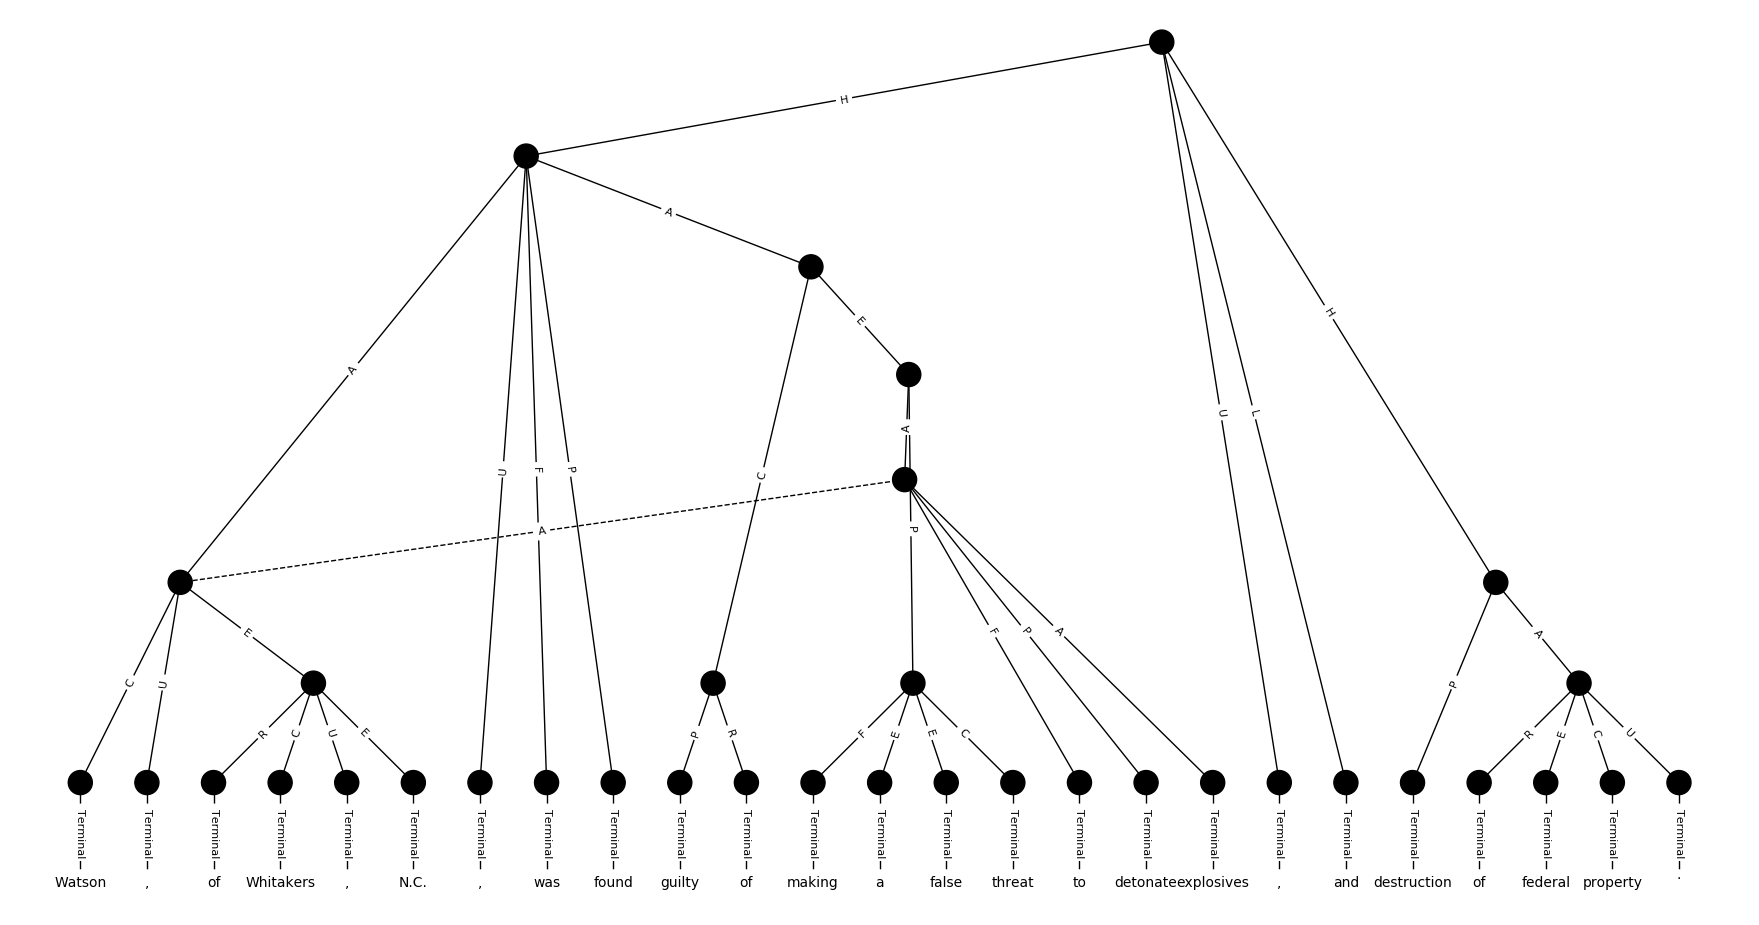 H
A
E
A
H
A
U
F
P
C
U
L
A
P
E
C
U
F
P
A
A
P
R
C
U
E
P
R
F
E
E
C
R
E
C
U
Terminal Terminal Terminal Terminal Terminal Terminal Terminal Terminal Terminal Terminal Terminal Terminal Terminal Terminal Terminal Terminal Terminal Terminal Terminal Terminal Terminal Terminal Terminal Terminal Terminal
Watson , of Whitakers , N.C. , was found guilty of making a false threat to detonate explosives , and destruction of federal property .